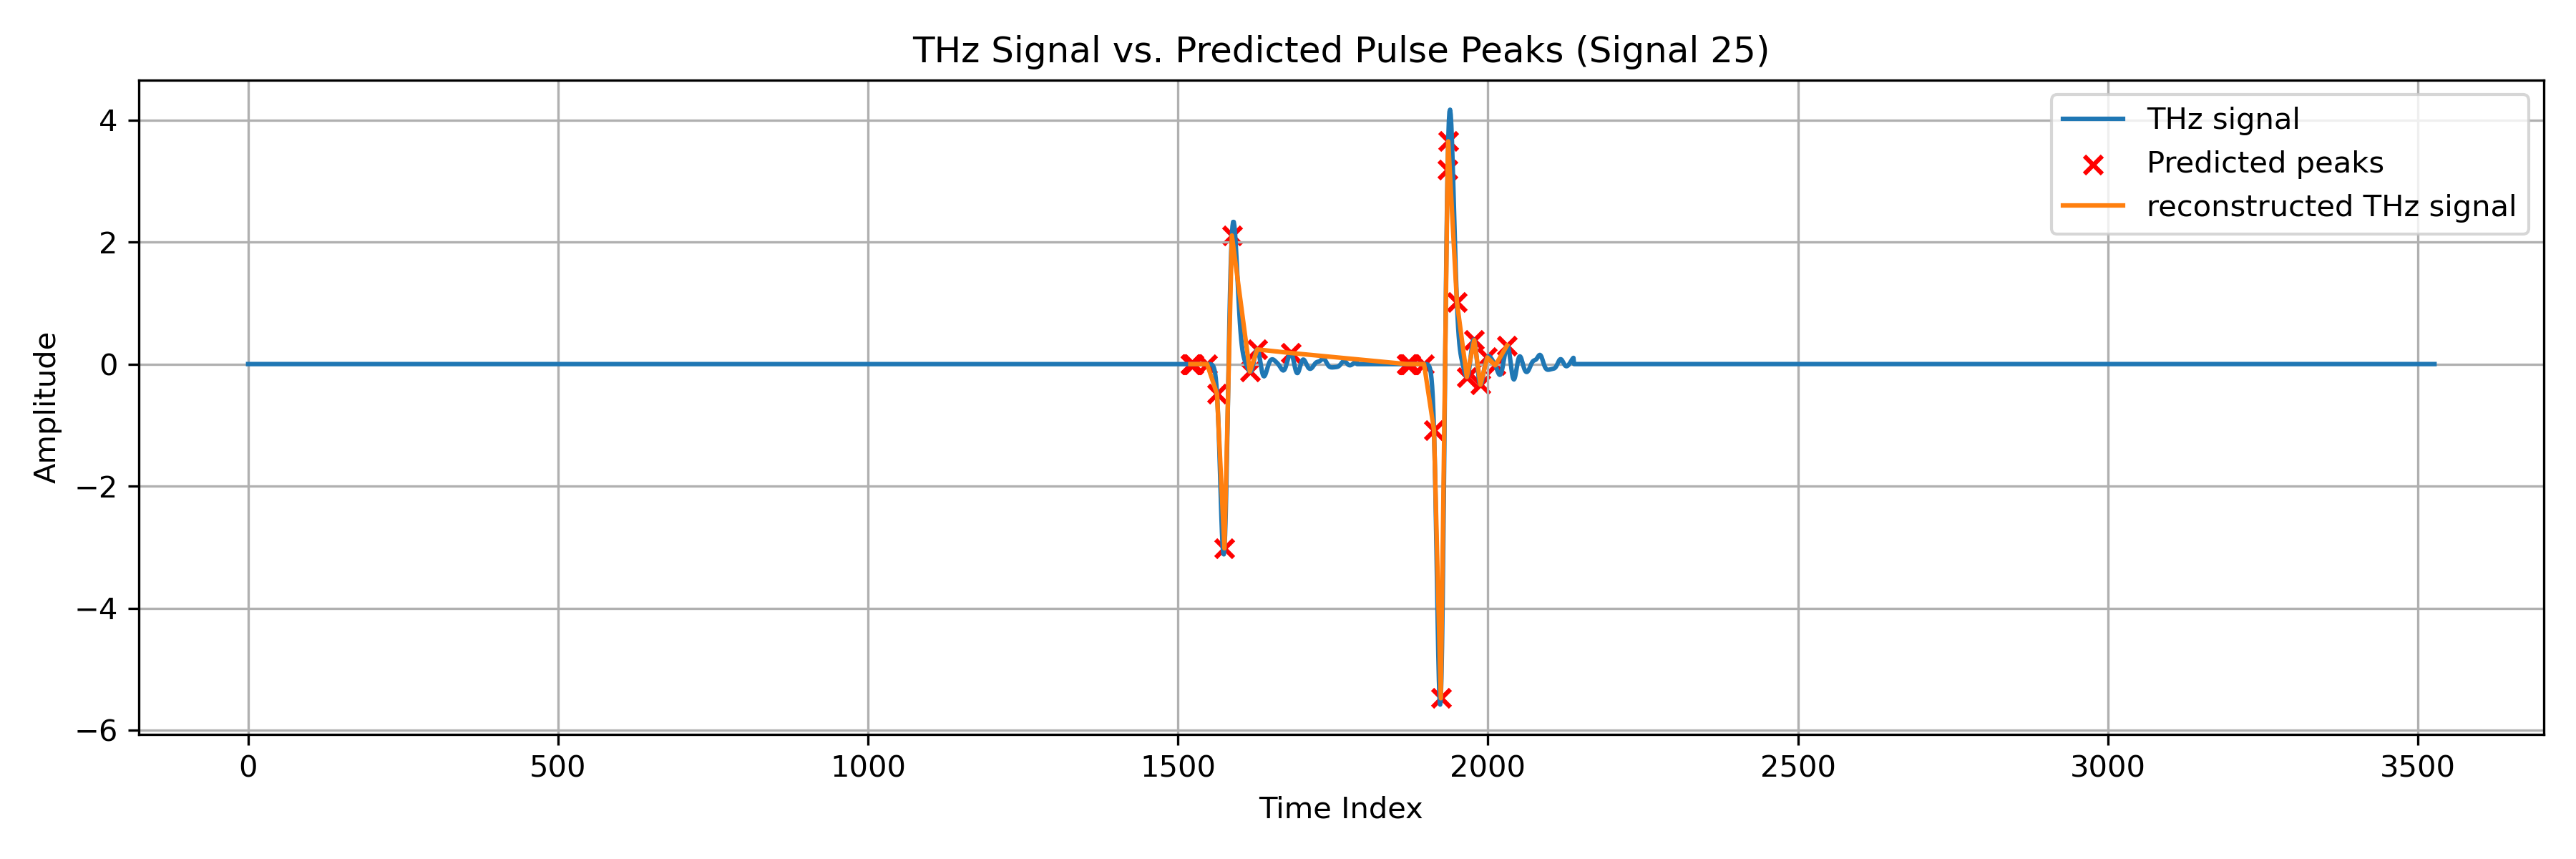 THz Signal vs. Predicted Pulse Peaks (Signal 25)
THz signal
Predicted peaks
reconstructed THz signal
Amplitude
4
2
0
−2
−4
−6
0 500 1000 1500 2000 2500 3000 3500
Time Index